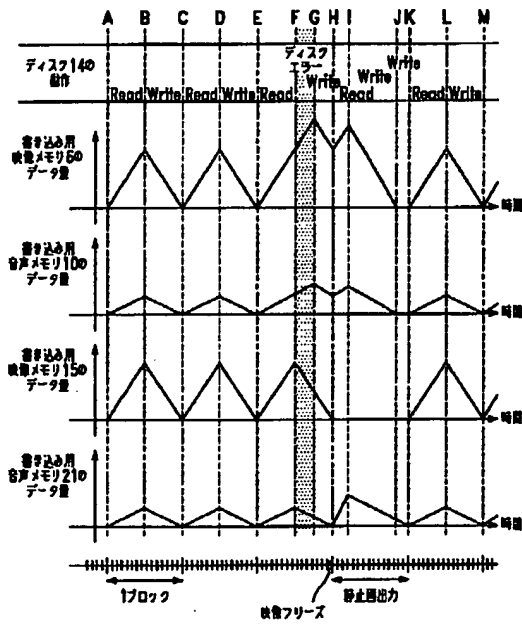 A B C D E F G H I J K L M
ディスク14の
動作
ディスク
エラー
Write
Write
Write
Read Write Read Write Read Read Read Write
書き込み用
映像メモリ6の
データ量
時間
書き込み用
音声メモリ10の
データ量
時間
書き込み用
映像メモリ15の
データ量
時間
書き込み用
音声メモリ21の
データ量
時間
1ブロック
映像フリーズ
静止画出力